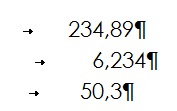 → 234,89¶
→ 6,234¶
→ 50,3¶